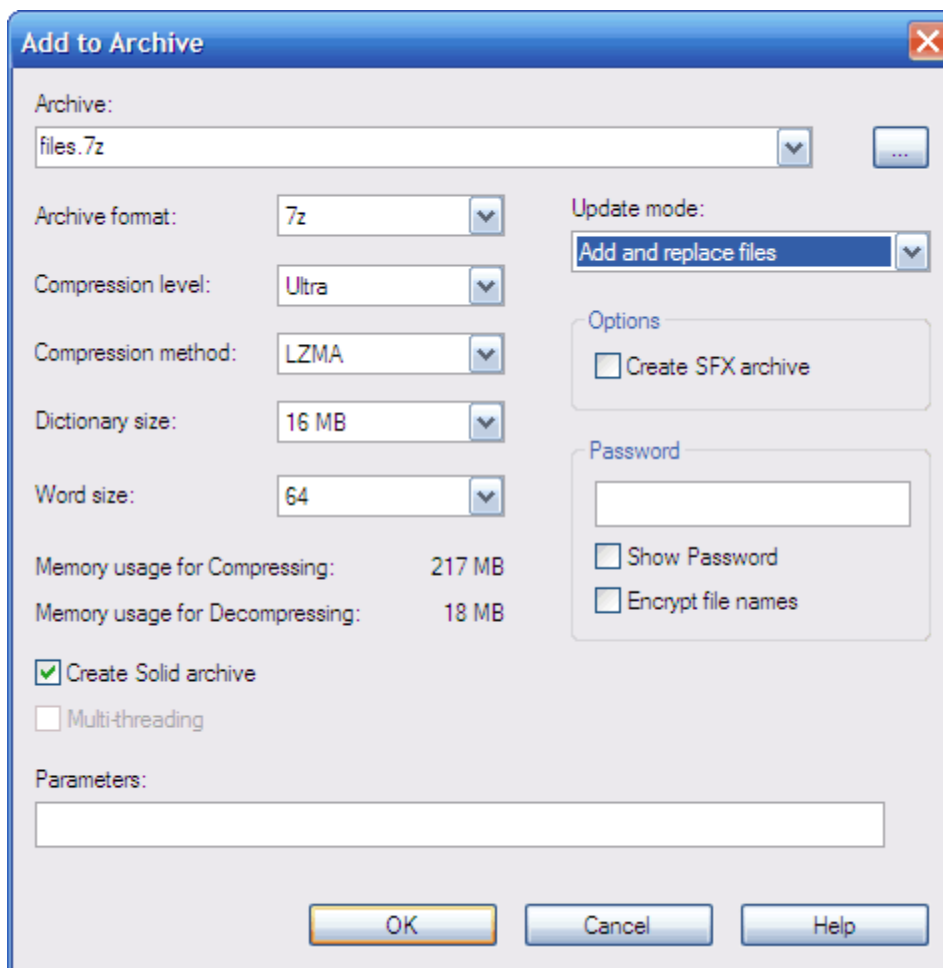 Add to Archive
Archive:
files.7z
...
Archive format:
7z
Update mode:
Add and replace files
Compression level:
Ultra
Options
Create SFX archive
Compression method:
LZMA
Dictionary size:
16 MB
Password
Word size:
64
Show Password
Encrypt file names
Memory usage for Compressing:
217 MB
Memory usage for Decompressing:
18 MB
Create Solid archive
Multi-threading
Parameters:
OK
Cancel
Help